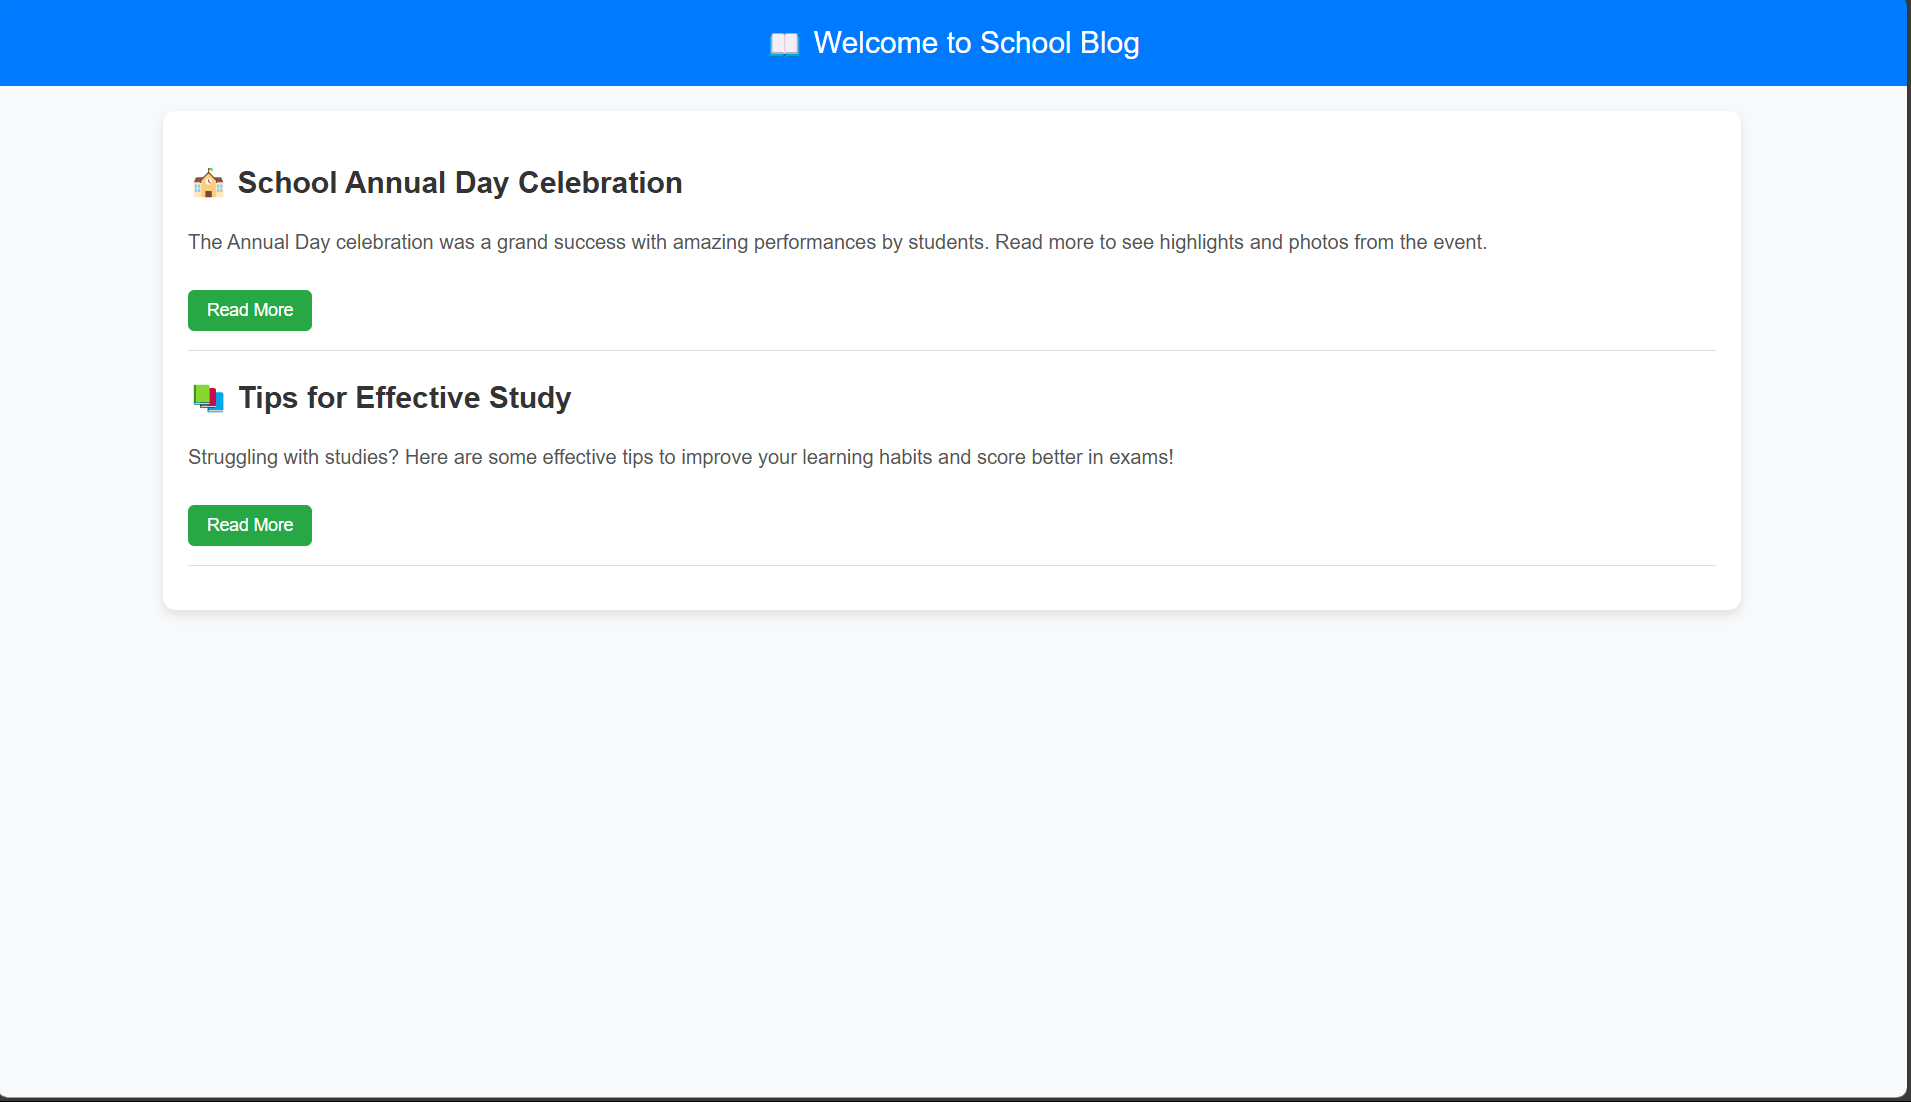 📖 Welcome to School Blog
🏫 School Annual Day Celebration
The Annual Day celebration was a grand success with amazing performances by students. Read more to see highlights and photos from the event.
Read More
📚 Tips for Effective Study
Struggling with studies? Here are some effective tips to improve your learning habits and score better in exams!
Read More